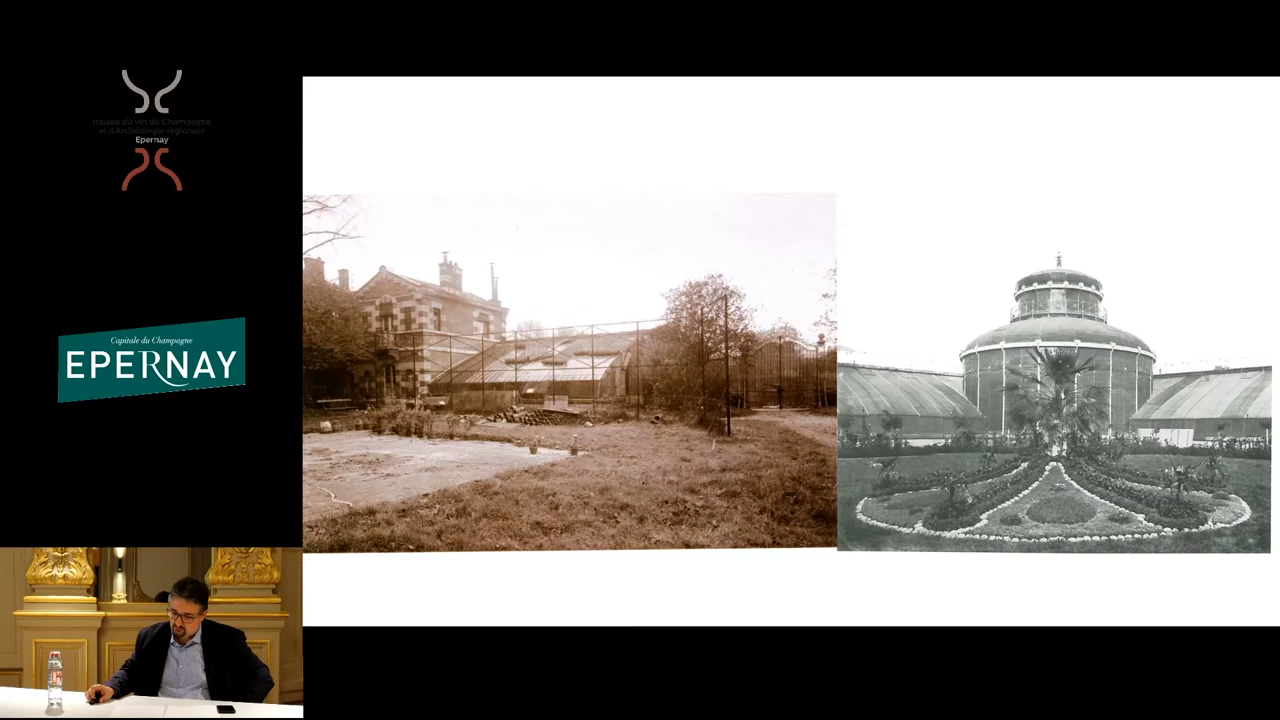 musée du vin de Champagne
et d'Archéologie régionale
Epernay
Capitale du Champagne
EPERNAY